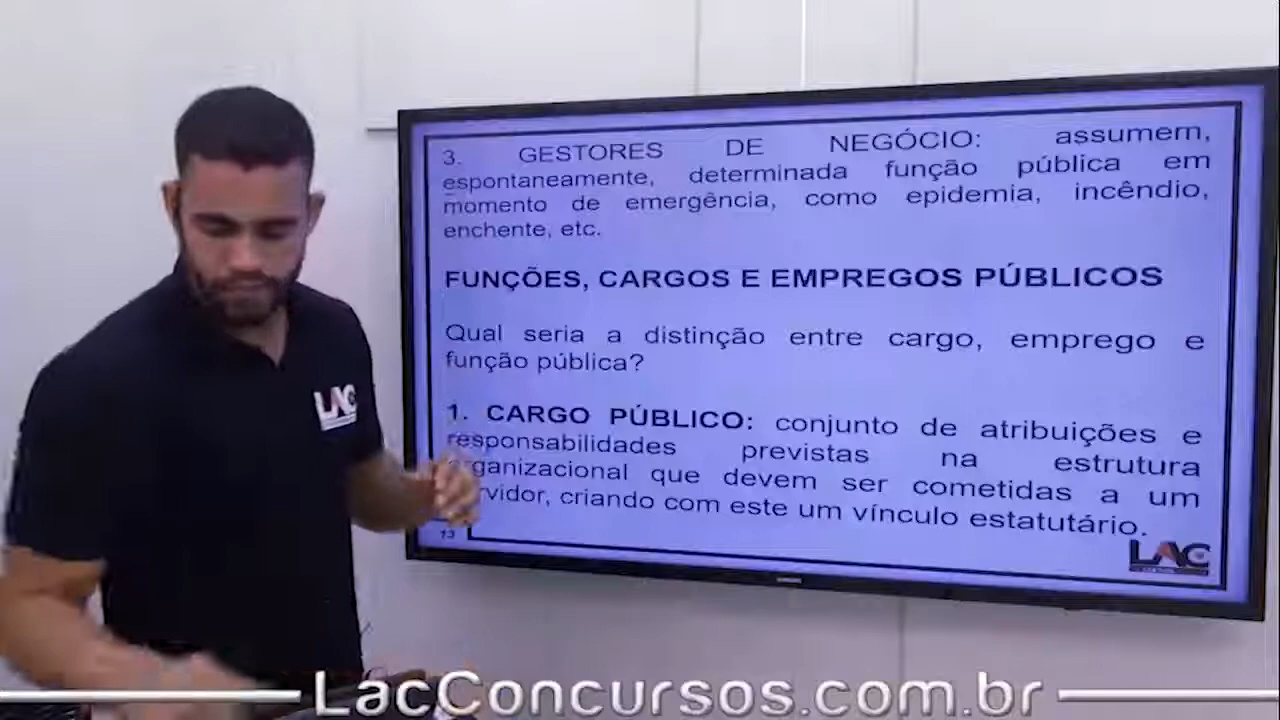 3. GESTORES DE NEGÓCIO: assumem,
espontaneamente, determinada função pública em
momento de emergência, como epidemia, incêndio,
enchente, etc.
FUNÇÕES, CARGOS E EMPREGOS PÚBLICOS
Qual seria a distinção entre cargo, emprego e
função pública?
1. CARGO PÚBLICO: conjunto de atribuições e
responsabilidades previstas na estrutura
organizacional que devem ser cometidas a um
servidor, criando com este um vínculo estatutário.
13
LAC
LAC
LacConcursos.com.br